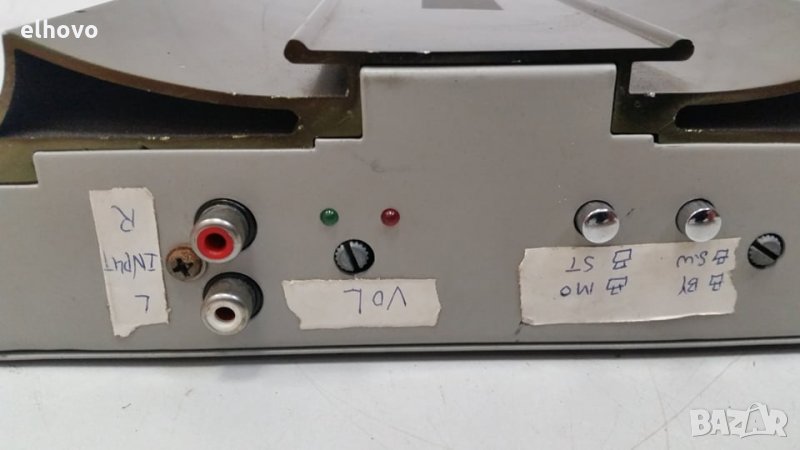 elhovo
R
INPUT
L
VOL
ST
MO
S.W
BY
BAZAR